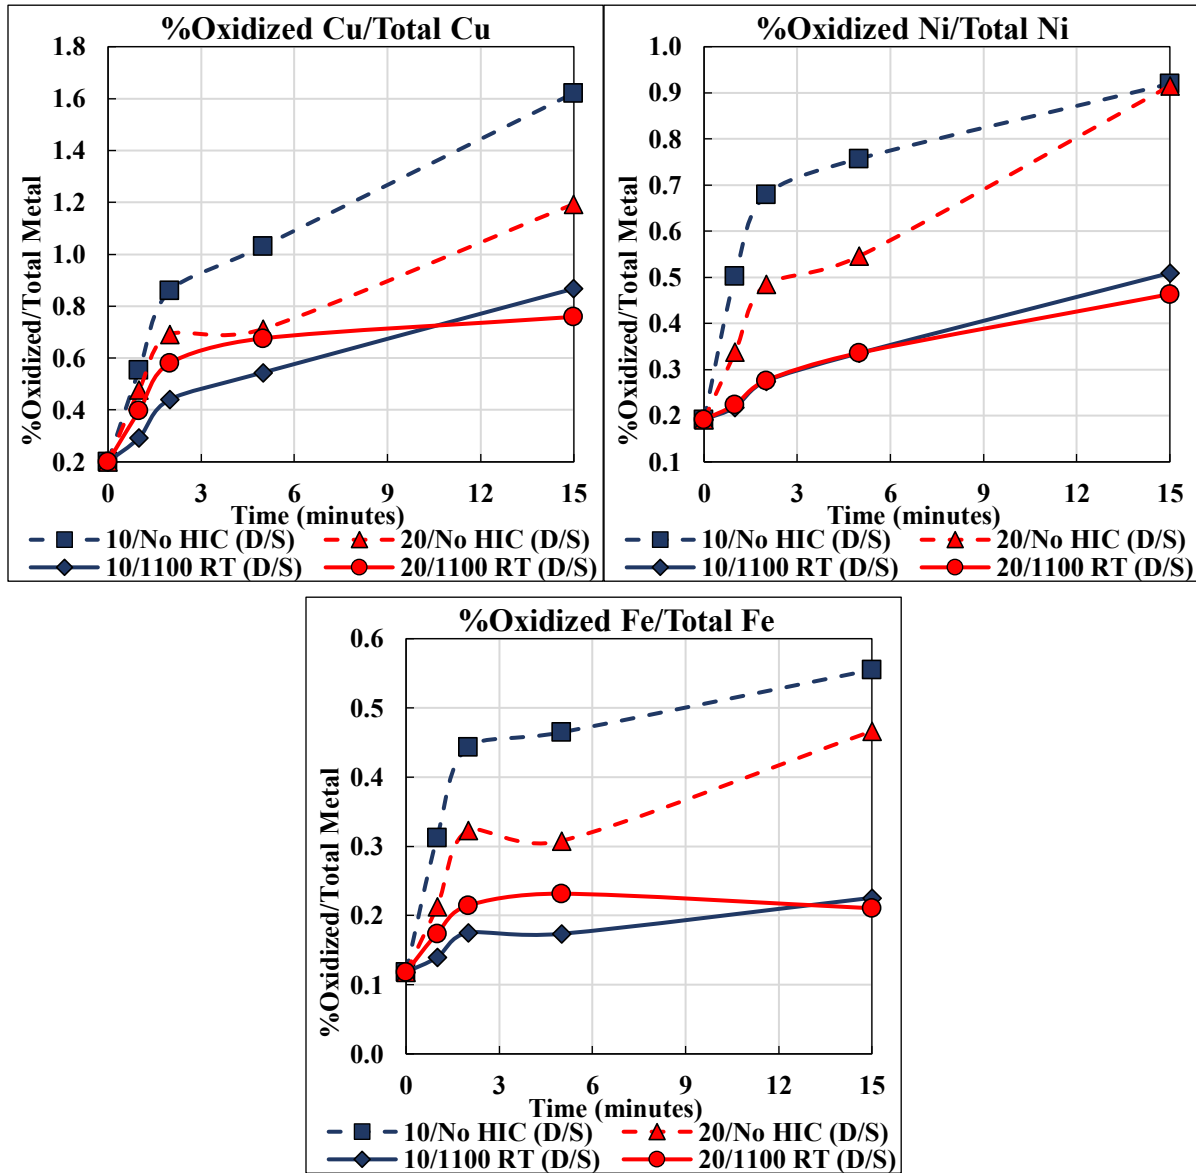 %Oxidized Cu/Total Cu
%Oxidized/Total Metal
1.8
1.6
1.4
1.2
1.0
0.8
0.6
0.4
0.2
0 3 6 9 12 15
Time (minutes)
10/No HIC (D/S) 20/No HIC (D/S)
10/1100 RT (D/S) 20/1100 RT (D/S)
%Oxidized Ni/Total Ni
%Oxidized/Total Metal
1.0
0.9
0.8
0.7
0.6
0.5
0.4
0.3
0.2
0.1
0 3 6 9 12 15
Time (minutes)
10/No HIC (D/S) 20/No HIC (D/S)
10/1100 RT (D/S) 20/1100 RT (D/S)
%Oxidized Fe/Total Fe
%Oxidized/Total Metal
0.6
0.5
0.4
0.3
0.2
0.1
0.0
0 3 6 9 12 15
Time (minutes)
10/No HIC (D/S) 20/No HIC (D/S)
10/1100 RT (D/S) 20/1100 RT (D/S)